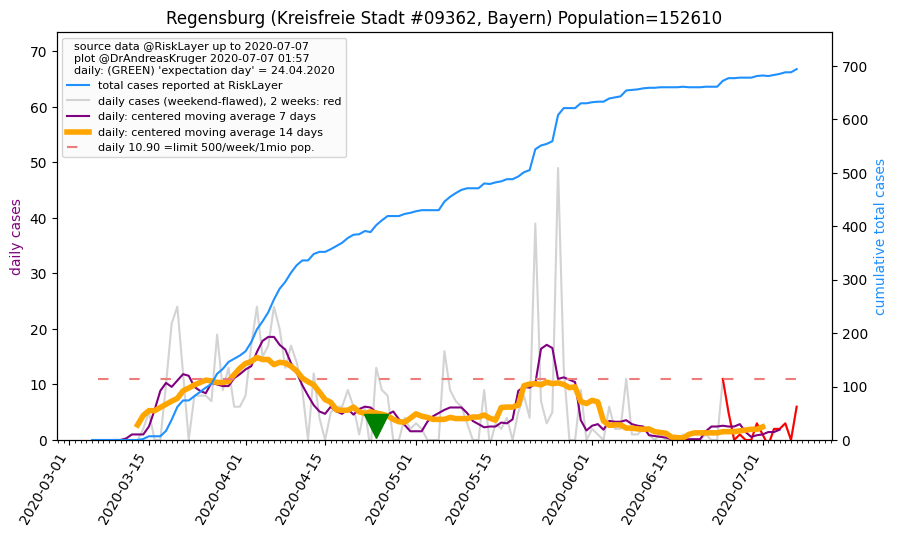 Regensburg (Kreisfreie Stadt #09362, Bayern) Population=152610
source data @RiskLayer up to 2020-07-07
plot @DrAndreasKruger 2020-07-07 01:57
daily: (GREEN) 'expectation day' = 24.04.2020
total cases reported at RiskLayer
daily cases (weekend-flawed), 2 weeks: red
daily: centered moving average 7 days
daily: centered moving average 14 days
daily 10.90 =limit 500/week/1mio pop.
daily cases
70
60
50
40
30
20
10
0
cumulative total cases
700
600
500
400
300
200
100
0
2020-03-01
2020-03-15
2020-04-01
2020-04-15
2020-05-01
2020-05-15
2020-06-01
2020-06-15
2020-07-01